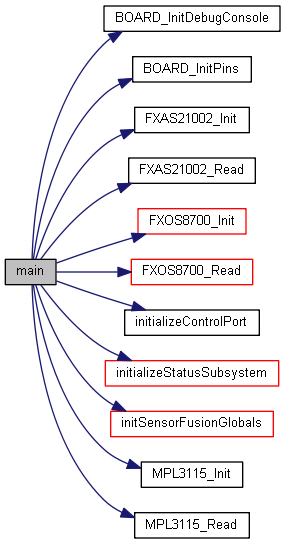 BOARD_InitDebugConsole
BOARD_InitPins
FXAS21002_Init
FXAS21002_Read
FXOS8700_Init
main
FXOS8700_Read
initializeControlPort
initializeStatusSubsystem
initSensorFusionGlobals
MPL3115_Init
MPL3115_Read